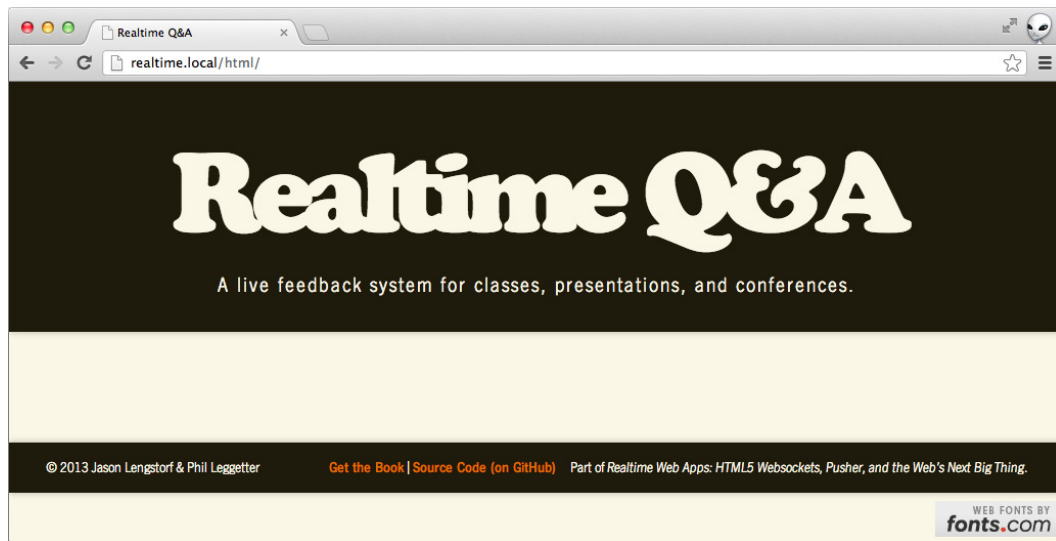 Realtime Q&A
realtime.local/html/
Realtime Q&A
A live feedback system for classes, presentations, and conferences.
© 2013 Jason Lengstorf & Phil Leggetter Get the Book | Source Code (on GitHub) Part of Realtime Web Apps: HTML5 Websockets, Pusher, and the Web's Next Big Thing.
WEB FONTS BY
fonts.com